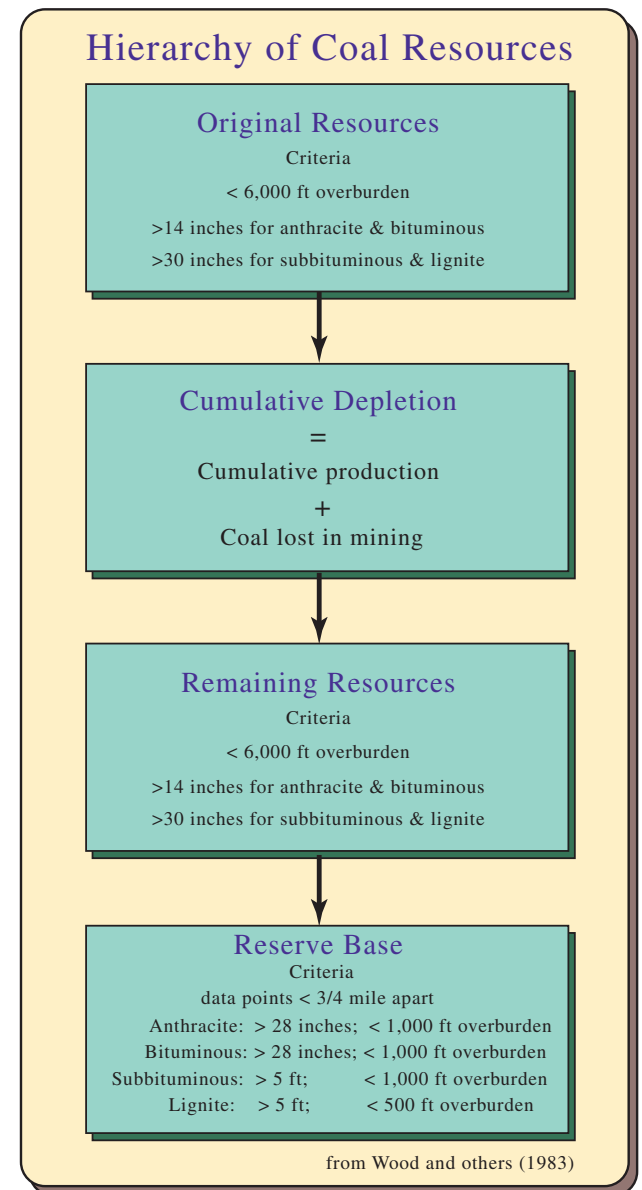 Hierarchy of Coal Resources
Original Resources
Criteria
< 6,000 ft overburden
>14 inches for anthracite & bituminous
>30 inches for subbituminous & lignite
Cumulative Depletion
=
Cumulative production
+
Coal lost in mining
Remaining Resources
Criteria
< 6,000 ft overburden
>14 inches for anthracite & bituminous
>30 inches for subbituminous & lignite
Reserve Base
Criteria
data points < 3/4 mile apart
Anthracite: > 28 inches; < 1,000 ft overburden
Bituminous: > 28 inches; < 1,000 ft overburden
Subbituminous: > 5 ft; < 1,000 ft overburden
Lignite: > 5 ft; < 500 ft overburden
from Wood and others (1983)